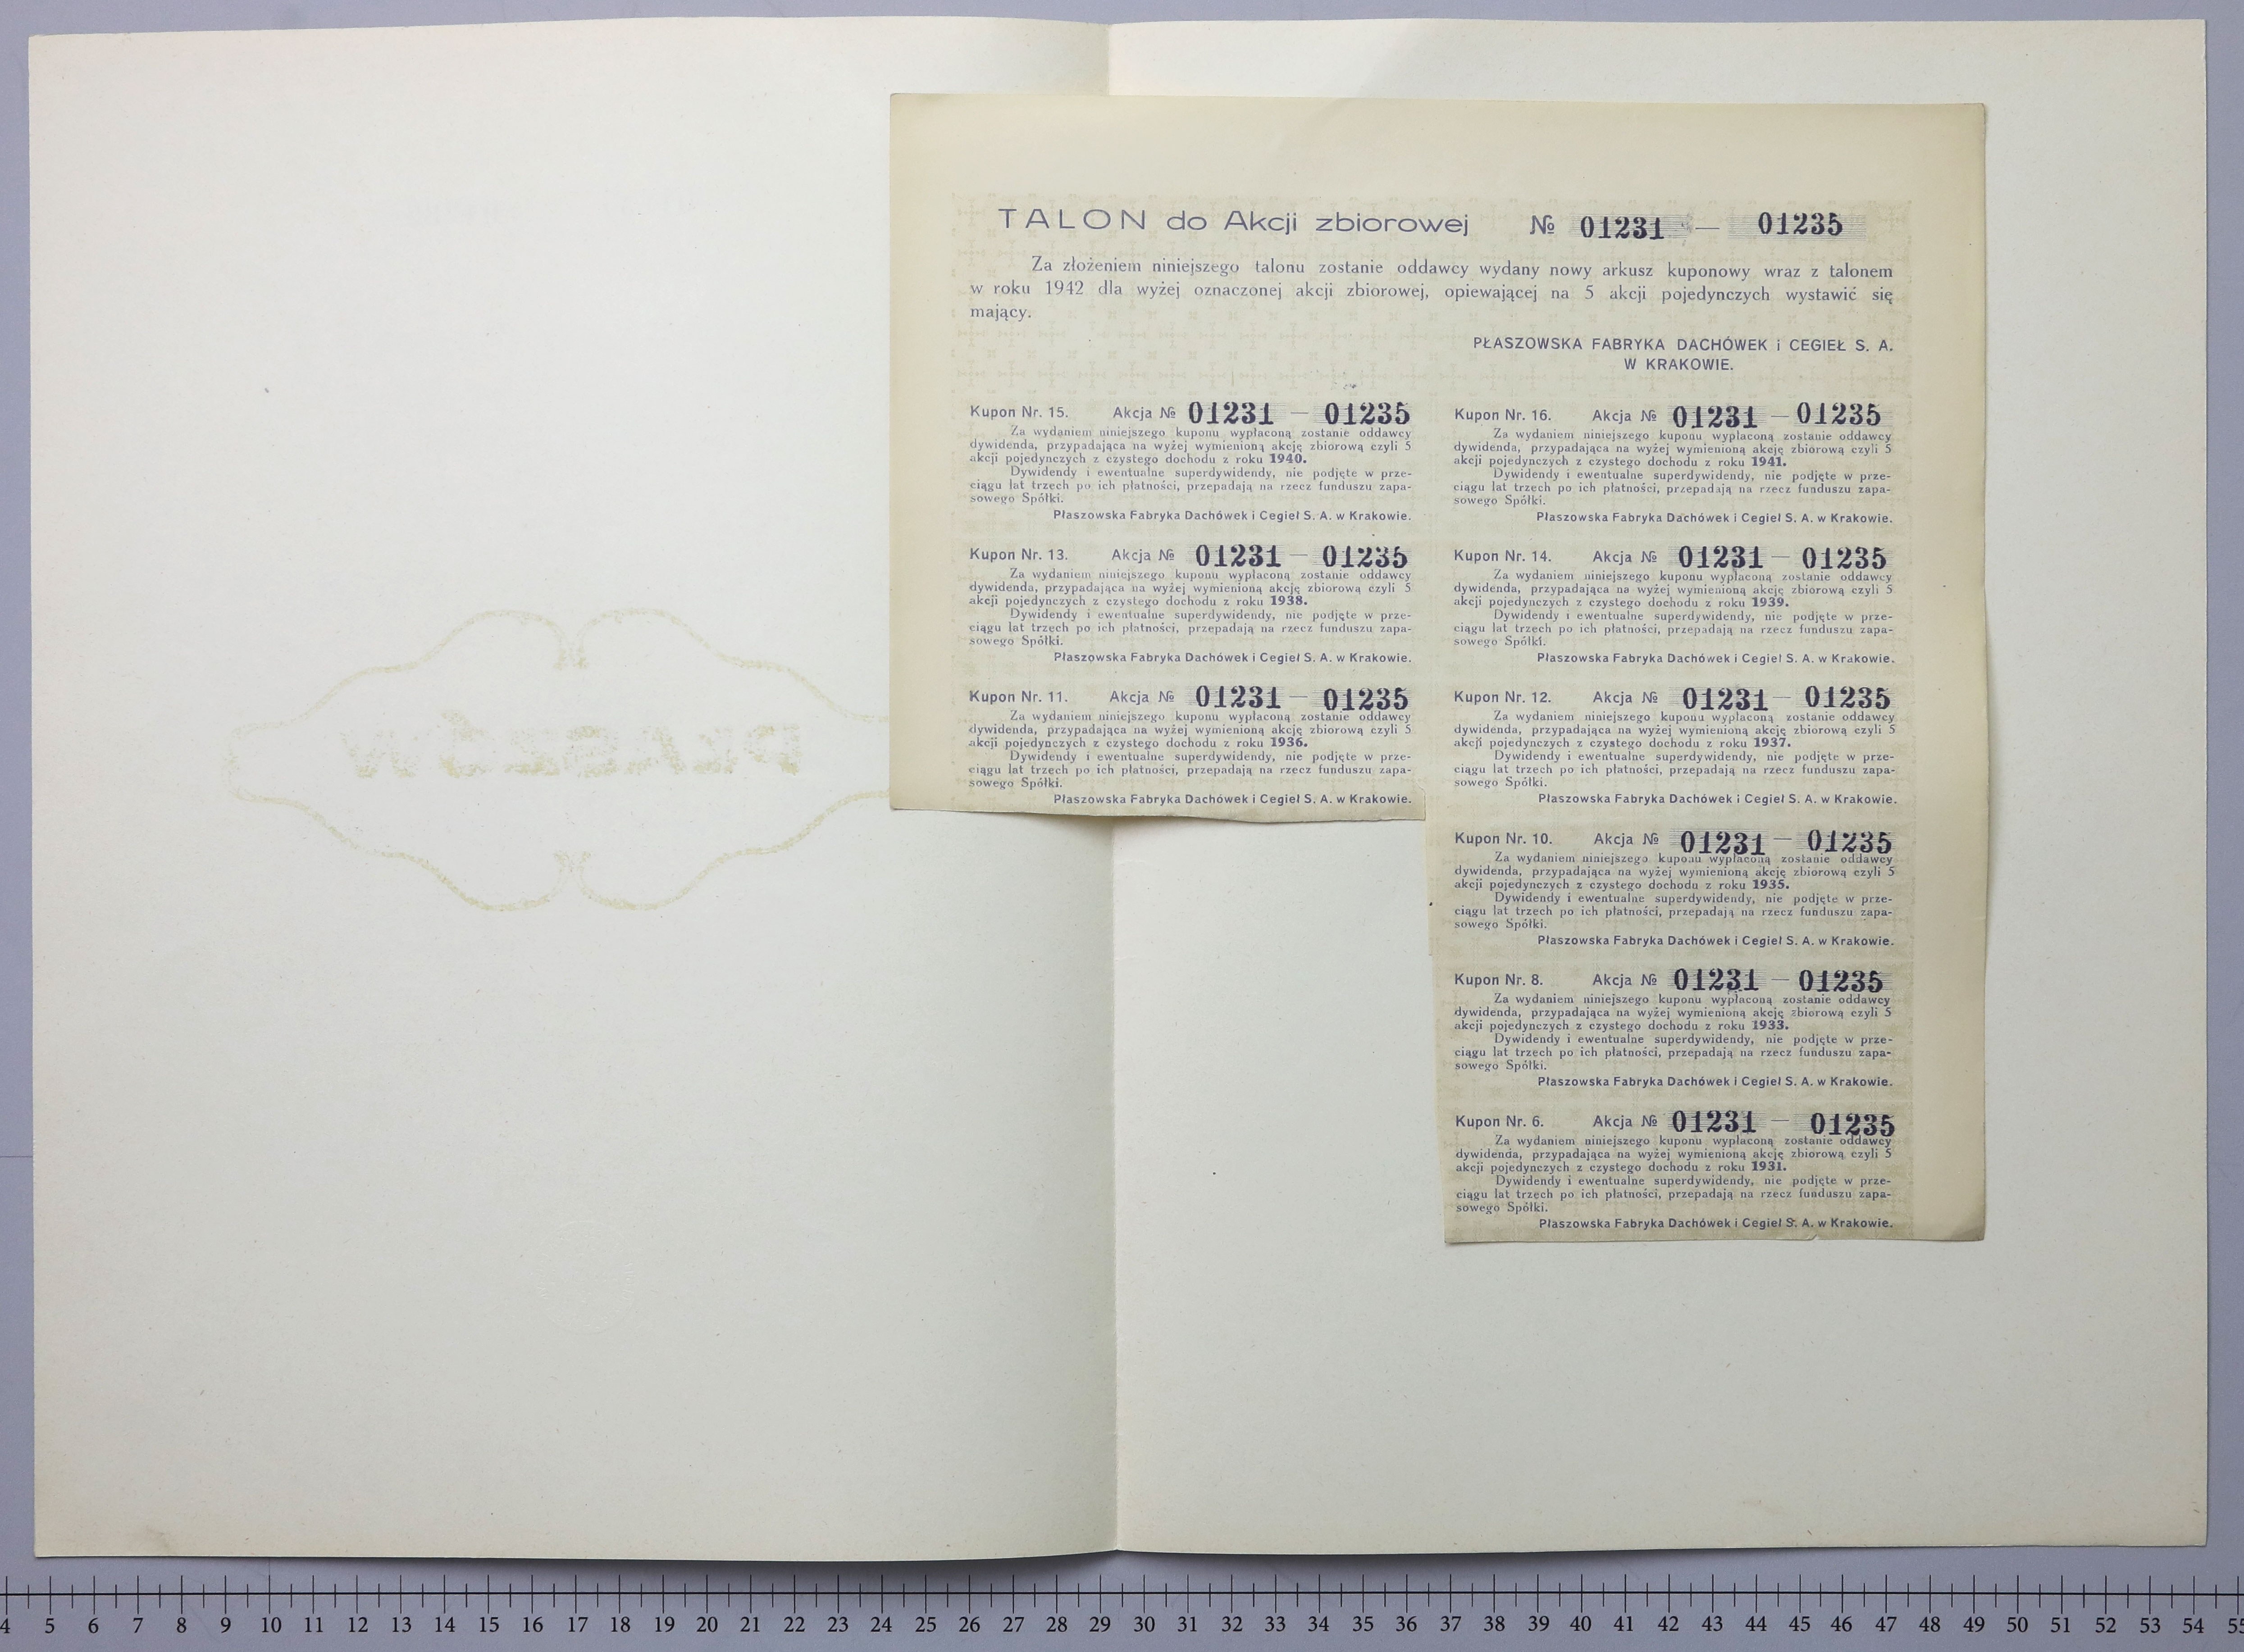 TALON do Akcji zbiorowej № 01231 — 01235
Za złożeniem niniejszego talonu zostanie oddawcy wydany nowy arkusz kuponowy wraz z talonem
w roku 1942 dla wyżej oznaczonej akcji zbiorowej, opiewającej na 5 akcji pojedynczych wystawić się
mający.
PŁASZOWSKA FABRYKA DACHÓWEK i CEGIEŁ S. A.
W KRAKOWIE.
Kupon Nr. 15. Akcja № 01231 — 01235
Za wydaniem niniejszego kuponu wypłaconą zostanie oddawcy
dywidenda, przypadająca na wyżej wymienioną akcję zbiorową czyli 5
akcji pojedynczych z czystego dochodu z roku 1940.
Dywidendy i ewentualne superdywidendy, nie podjęte w prze-
ciągu lat trzech po ich płatności, przepadają na rzecz funduszu zapa-
sowego Spółki.
Płaszowska Fabryka Dachówek i Cegieł S. A. w Krakowie.
Kupon Nr. 16. Akcja № 01231 — 01235
Za wydaniem niniejszego kuponu wypłaconą zostanie oddawcy
dywidenda, przypadająca na wyżej wymienioną akcję zbiorową czyli 5
akcji pojedynczych z czystego dochodu z roku 1941.
Dywidendy i ewentualne superdywidendy, nie podjęte w prze-
ciągu lat trzech po ich płatności, przepadają na rzecz funduszu zapa-
sowego Spółki.
Płaszowska Fabryka Dachówek i Cegieł S. A. w Krakowie.
Kupon Nr. 13. Akcja № 01231 — 01235
Za wydaniem niniejszego kuponu wypłaconą zostanie oddawcy
dywidenda, przypadająca na wyżej wymienioną akcję zbiorową czyli 5
akcji pojedynczych z czystego dochodu z roku 1938.
Dywidendy i ewentualne superdywidendy, nie podjęte w prze-
ciągu lat trzech po ich płatności, przepadają na rzecz funduszu zapa-
sowego Spółki.
Płaszowska Fabryka Dachówek i Cegieł S. A. w Krakowie.
Kupon Nr. 14. Akcja № 01231 — 01235
Za wydaniem niniejszego kuponu wypłaconą zostanie oddawcy
dywidenda, przypadająca na wyżej wymienioną akcję zbiorową czyli 5
akcji pojedynczych z czystego dochodu z roku 1939.
Dywidendy i ewentualne superdywidendy, nie podjęte w prze-
ciągu lat trzech po ich płatności, przepadają na rzecz funduszu zapa-
sowego Spółki.
Płaszowska Fabryka Dachówek i Cegieł S. A. w Krakowie.
Kupon Nr. 11. Akcja № 01231 — 01235
Za wydaniem niniejszego kuponu wypłaconą zostanie oddawcy
dywidenda, przypadająca na wyżej wymienioną akcję zbiorową czyli 5
akcji pojedynczych z czystego dochodu z roku 1936.
Dywidendy i ewentualne superdywidendy, nie podjęte w prze-
ciągu lat trzech po ich płatności, przepadają na rzecz funduszu zapa-
sowego Spółki.
Płaszowska Fabryka Dachówek i Cegieł S. A. w Krakowie.
Kupon Nr. 12. Akcja № 01231 — 01235
Za wydaniem niniejszego kuponu wypłaconą zostanie oddawcy
dywidenda, przypadająca na wyżej wymienioną akcję zbiorową czyli 5
akcji pojedynczych z czystego dochodu z roku 1937.
Dywidendy i ewentualne superdywidendy, nie podjęte w prze-
ciągu lat trzech po ich płatności, przepadają na rzecz funduszu zapa-
sowego Spółki.
Płaszowska Fabryka Dachówek i Cegieł S. A. w Krakowie.
Kupon Nr. 10. Akcja № 01231 — 01235
Za wydaniem niniejszego kuponu wypłaconą zostanie oddawcy
dywidenda, przypadająca na wyżej wymienioną akcję zbiorową czyli 5
akcji pojedynczych z czystego dochodu z roku 1935.
Dywidendy i ewentualne superdywidendy, nie podjęte w prze-
ciągu lat trzech po ich płatności, przepadają na rzecz funduszu zapa-
sowego Spółki.
Płaszowska Fabryka Dachówek i Cegieł S. A. w Krakowie.
Kupon Nr. 8. Akcja № 01231 — 01235
Za wydaniem niniejszego kuponu wypłaconą zostanie oddawcy
dywidenda, przypadająca na wyżej wymienioną akcję zbiorową czyli 5
akcji pojedynczych z czystego dochodu z roku 1933.
Dywidendy i ewentualne superdywidendy, nie podjęte w prze-
ciągu lat trzech po ich płatności, przepadają na rzecz funduszu zapa-
sowego Spółki.
Płaszowska Fabryka Dachówek i Cegieł S. A. w Krakowie.
Kupon Nr. 6. Akcja № 01231 — 01235
Za wydaniem niniejszego kuponu wypłaconą zostanie oddawcy
dywidenda, przypadająca na wyżej wymienioną akcję zbiorową czyli 5
akcji pojedynczych z czystego dochodu z roku 1931.
Dywidendy i ewentualne superdywidendy, nie podjęte w prze-
ciągu lat trzech po ich płatności, przepadają na rzecz funduszu zapa-
sowego Spółki.
Płaszowska Fabryka Dachówek i Cegieł S. A. w Krakowie.
4 5 6 7 8 9 10 11 12 13 14 15 16 17 18 19 20 21 22 23 24 25 26 27 28 29 30 31 32 33 34 35 36 37 38 39 40 41 42 43 44 45 46 47 48 49 50 51 52 53 54 55